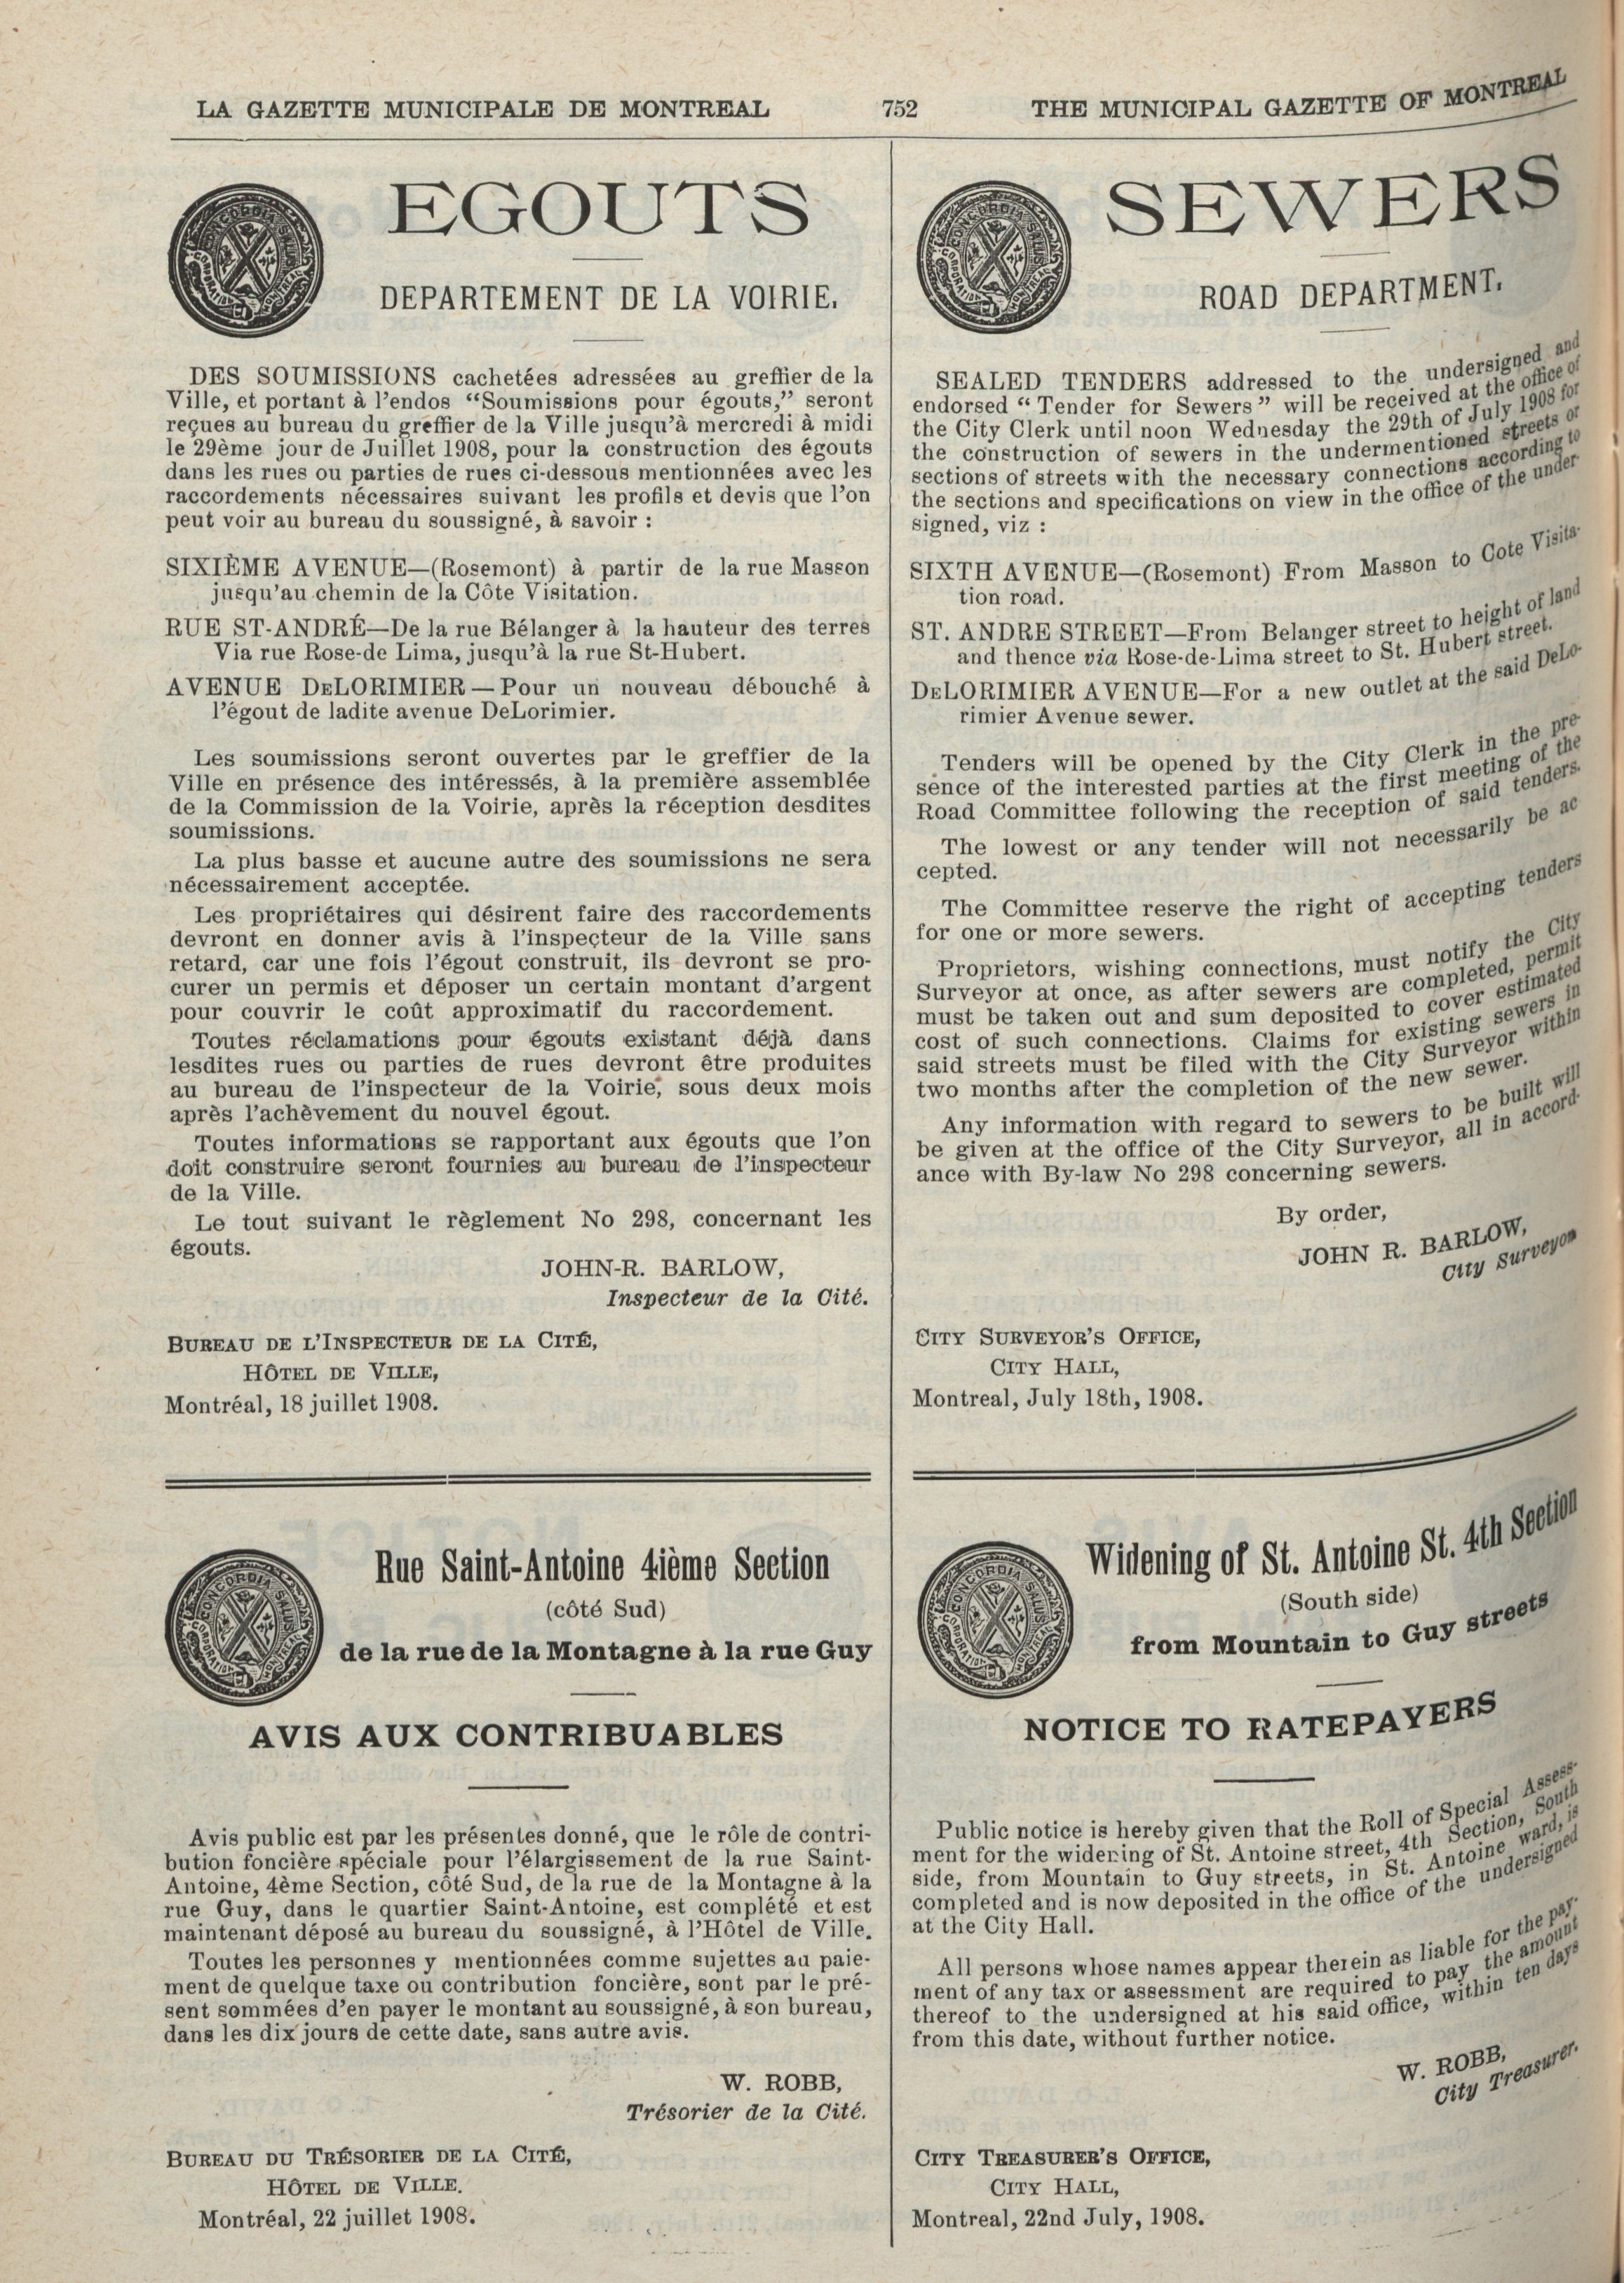 LA GAZETTE MUNICIPALE DE MONTREAL 752 THE MUNICIPAL GAZETTE OF MONTREAL
EGOUTS
DEPARTEMENT DE LA VOIRIE.
DES SOUMISSIONS cachetées adressées au greffier de la
Ville, et portant à l'endos "Soumissions pour égouts," seront
reçues au bureau du greffier de la Ville jusqu'à mercredi à midi
le 29ème jour de Juillet 1908, pour la construction des égouts
dans les rues ou parties de rues ci-dessous mentionnées avec les
raccordements nécessaires suivant les profils et devis que l'on
peut voir au bureau du soussigné, à savoir :
SIXIÈME AVENUE—(Rosemont) à partir de la rue Masson
jusqu'au chemin de la Côte Visitation.
RUE ST-ANDRÉ—De la rue Bélanger à la hauteur des terres
Via rue Rose-de Lima, jusqu'à la rue St-Hubert.
AVENUE DELORIMIER—Pour un nouveau débouché à
l'égout de ladite avenue DeLorimier.
Les soumissions seront ouvertes par le greffier de la
Ville en présence des intéressés, à la première assemblée
de la Commission de la Voirie, après la réception desdites
soumissions.
La plus basse et aucune autre des soumissions ne sera
nécessairement acceptée.
Les propriétaires qui désirent faire des raccordements
devront en donner avis à l'inspecteur de la Ville sans
retard, car une fois l'égout construit, ils devront se pro-
curer un permis et déposer un certain montant d'argent
pour couvrir le coût approximatif du raccordement.
Toutes réclamations pour égouts existant déjà dans
lesdites rues ou parties de rues devront être produites
au bureau de l'inspecteur de la Voirie, sous deux mois
après l'achèvement du nouvel égout.
Toutes informations se rapportant aux égouts que l'on
doit construire seront fournies au bureau de l'inspecteur
de la Ville.
Le tout suivant le règlement No 298, concernant les
égouts.
JOHN-R. BARLOW,
Inspecteur de la Cité.
BUREAU DE L'INSPECTEUR DE LA CITÉ,
HÔTEL DE VILLE,
Montréal, 18 juillet 1908.
Rue Saint-Antoine 4ième Section
(côté Sud)
de la rue de la Montagne à la rue Guy
AVIS AUX CONTRIBUABLES
Avis public est par les présentes donné, que le rôle de contri-
bution foncière spéciale pour l'élargissement de la rue Saint-
Antoine, 4ème Section, côté Sud, de la rue de la Montagne à la
rue Guy, dans le quartier Saint-Antoine, est complété et est
maintenant déposé au bureau du soussigné, à l'Hôtel de Ville.
Toutes les personnes y mentionnées comme sujettes au paie-
ment de quelque taxe ou contribution foncière, sont par le pré-
sent sommées d'en payer le montant au soussigné, à son bureau,
dans les dix jours de cette date, sans autre avis.
W. ROBB,
Trésorier de la Cité.
BUREAU DU TRÉSORIER DE LA CITÉ,
HÔTEL DE VILLE.
Montréal, 22 juillet 1908.
SEWERS
ROAD DEPARTMENT.
SEALED TENDERS addressed to the undersigned and
endorsed "Tender for Sewers" will be received at the office of
the City Clerk until noon Wednesday the 29th of July 1908 for
the construction of sewers in the undermentioned streets or
sections of streets with the necessary connections according to
the sections and specifications on view in the office of the under
signed, viz :
SIXTH AVENUE—(Rosemont) From Masson to Cote Visita-
tion road.
ST. ANDRE STREET—From Belanger street to height of land
and thence via Rose-de-Lima street to St. Hubert street.
DELORIMIER AVENUE—For a new outlet at the said DeLo-
rimier Avenue sewer.
Tenders will be opened by the City Clerk in the pre-
sence of the interested parties at the first meeting of the
Road Committee following the reception of said tenders.
The lowest or any tender will not necessarily be ac
cepted.
The Committee reserve the right of accepting tenders
for one or more sewers.
Proprietors, wishing connections, must notify the City
Surveyor at once, as after sewers are completed, permit
must be taken out and sum deposited to cover estimated
cost of such connections. Claims for existing sewers in
said streets must be filed with the City Surveyor within
two months after the completion of the new sewer.
Any information with regard to sewers to be built will
be given at the office of the City Surveyor, all in accord-
ance with By-law No 298 concerning sewers.
By order,
JOHN R. BARLOW,
City Surveyor
CITY SURVEYOR'S OFFICE,
CITY HALL,
Montreal, July 18th, 1908.
Widening of St. Antoine St. 4th Section
(South side)
from Mountain to Guy streets
NOTICE TO RATEPAYERS
Public notice is hereby given that the Roll of Special Assess-
ment for the widening of St. Antoine street, 4th Section, South
side, from Mountain to Guy streets, in St. Antoine ward, is
completed and is now deposited in the office of the undersigned
at the City Hall.
All persons whose names appear therein as liable for the pay-
ment of any tax or assessment are required to pay the amount
thereof to the undersigned at his said office, within ten days
from this date, without further notice.
W. ROBB,
City Treasurer.
CITY TREASURER'S OFFICE,
CITY HALL,
Montreal, 22nd July, 1908.